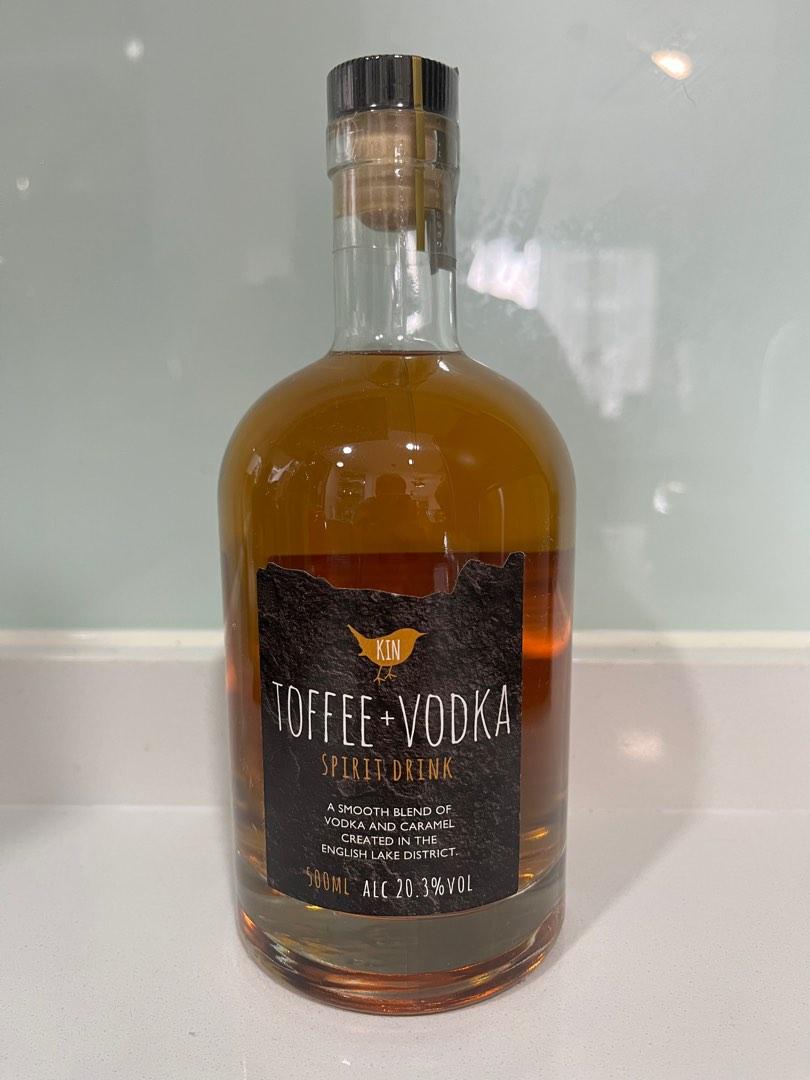 KIN
TOFFEE+VODKA
SPIRIT DRINK
A SMOOTH BLEND OF
VODKA AND CARAMEL
CREATED IN THE
ENGLISH LAKE DISTRICT.
500ML ALC 20.3%VOL